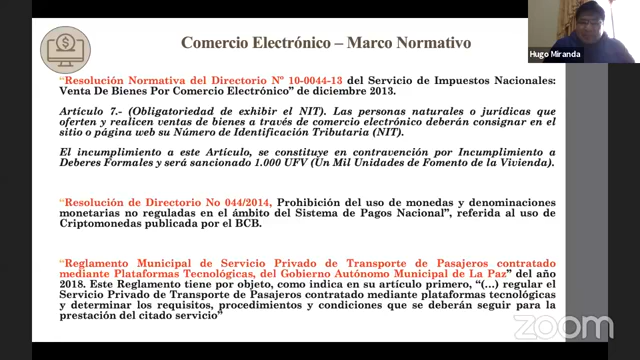 Comercio Electrónico – Marco Normativo
Hugo Miranda
“Resolución Normativa del Directorio Nº 10-0044-13 del Servicio de Impuestos Nacionales:
Venta De Bienes Por Comercio Electrónico” de diciembre 2013.
Artículo 7.- (Obligatoriedad de exhibir el NIT). Las personas naturales o jurídicas que
oferten y realicen ventas de bienes a través de comercio electrónico deberán consignar en el
sitio o página web su Número de Identificación Tributaria (NIT).
El incumplimiento a este Artículo, se constituye en contravención por Incumplimiento a
Deberes Formales y será sancionado 1.000 UFV (Un Mil Unidades de Fomento de la Vivienda).
“Resolución de Directorio No 044/2014, Prohibición del uso de monedas y denominaciones
monetarias no reguladas en el ámbito del Sistema de Pagos Nacional”, referida al uso de
Criptomonedas publicada por el BCB.
“Reglamento Municipal de Servicio Privado de Transporte de Pasajeros contratado
mediante Plataformas Tecnológicas, del Gobierno Autónomo Municipal de La Paz” del año
2018. Este Reglamento tiene por objeto, como indica en su artículo primero, “(...) regular el
Servicio Privado de Transporte de Pasajeros contratado mediante plataformas tecnológicas
y determinar los requisitos, procedimientos y condiciones que se deberán seguir para la
prestación del citado servicio”
zoom